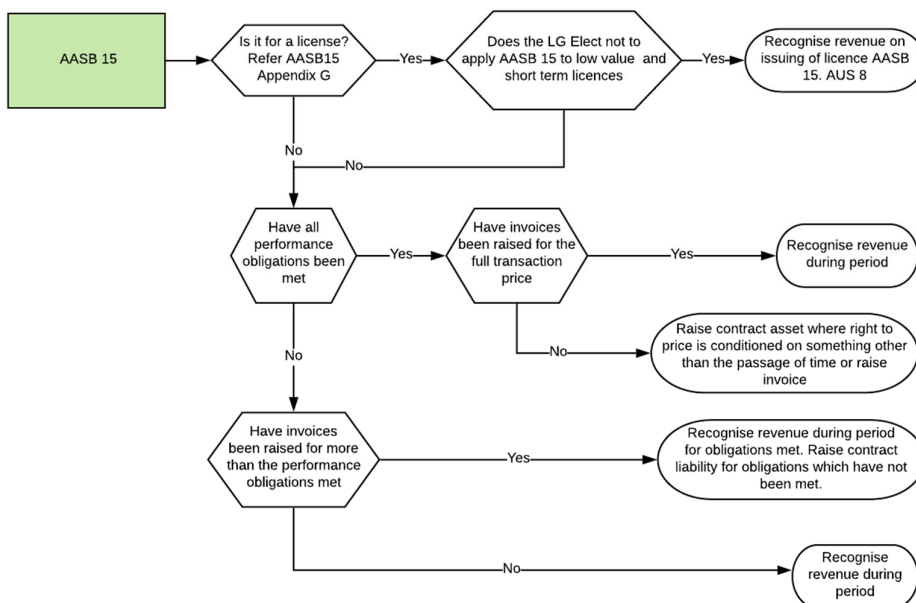 AASB 15
Is it for a license?
Refer AASB15
Appendix G
Yes
Does the LG Elect not to
apply AASB 15 to low value and
short term licences
Yes
Recognise revenue on
issuing of licence AASB
15. AUS 8
No
No
Have all
performance
obligations been
met
Yes
Have invoices
been raised for the
full transaction
price
Yes
Recognise revenue
during period
No
No
Raise contract asset where right to
price is conditioned on something other
than the passage of time or raise
invoice
Have invoices
been raised for more
than the performance
obligations met
Yes
Recognise revenue during period
for obligations met. Raise contract
liability for obligations which have not
been met.
No
Recognise
revenue during
period